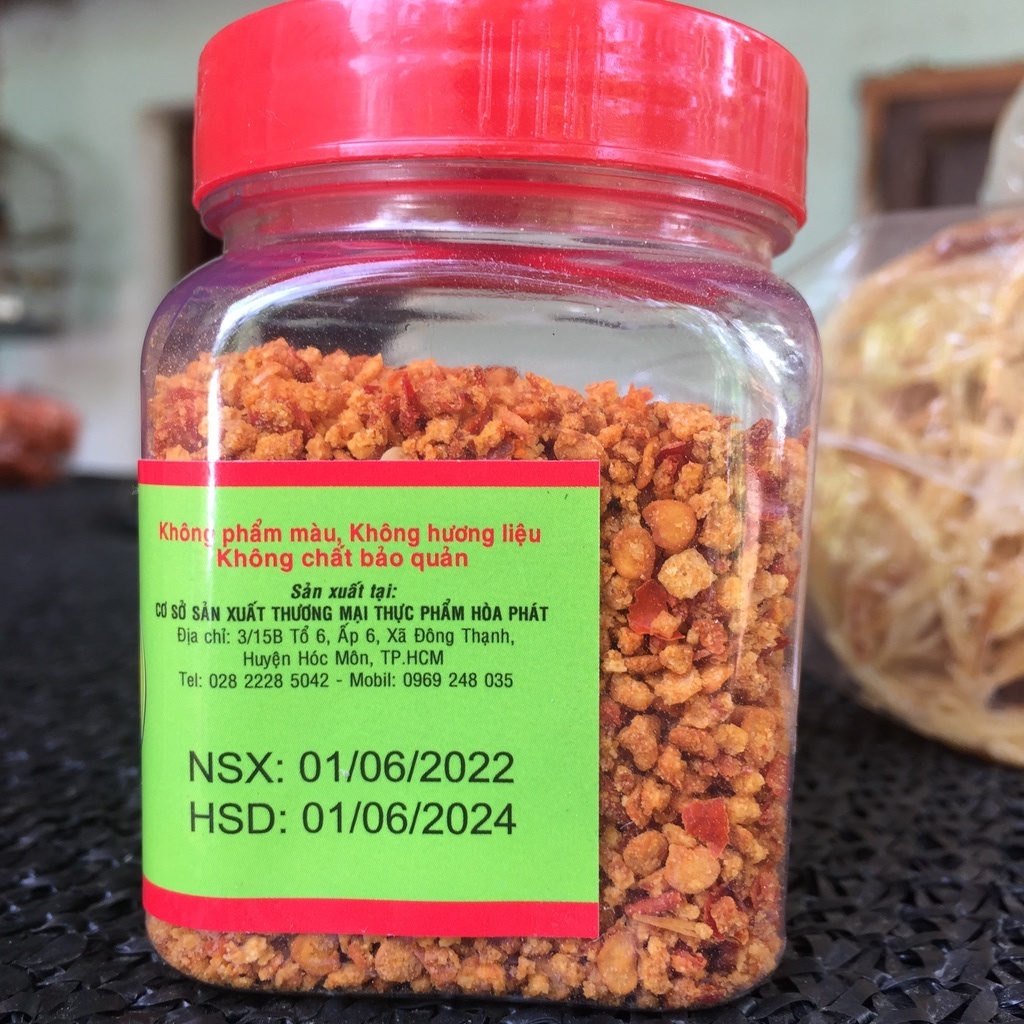 Không phẩm màu, Không hương liệu
Không chất bảo quản
Sản xuất tại:
CƠ SỞ SẢN XUẤT THƯƠNG MẠI THỰC PHẨM HÒA PHÁT
Địa chỉ: 3/15B Tổ 6, Ấp 6, Xã Đông Thạnh,
Huyện Hóc Môn, TP.HCM
Tel: 028 2228 5042 - Mobil: 0969 248 035
NSX: 01/06/2022
HSD: 01/06/2024